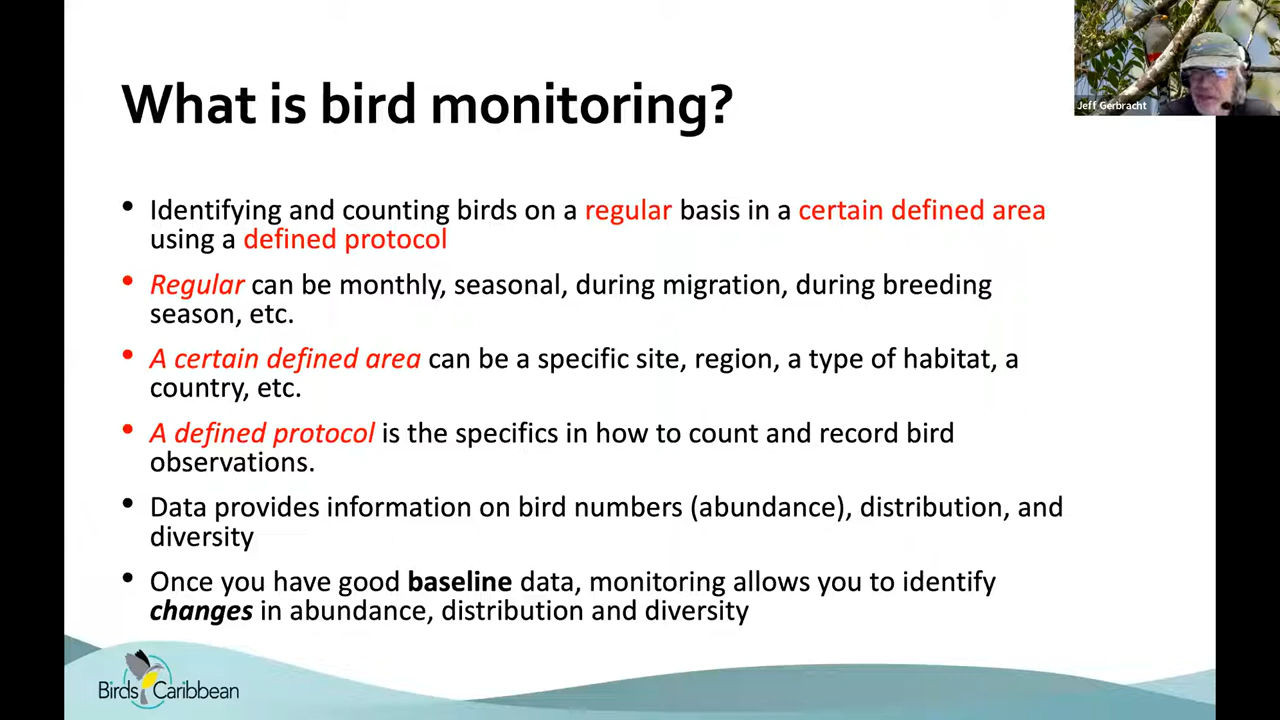 Jeff Gerbracht
What is bird monitoring?
• Identifying and counting birds on a regular basis in a certain defined area
using a defined protocol
• Regular can be monthly, seasonal, during migration, during breeding
season, etc.
• A certain defined area can be a specific site, region, a type of habitat, a
country, etc.
• A defined protocol is the specifics in how to count and record bird
observations.
• Data provides information on bird numbers (abundance), distribution, and
diversity
• Once you have good baseline data, monitoring allows you to identify
changes in abundance, distribution and diversity
BirdsCaribbean